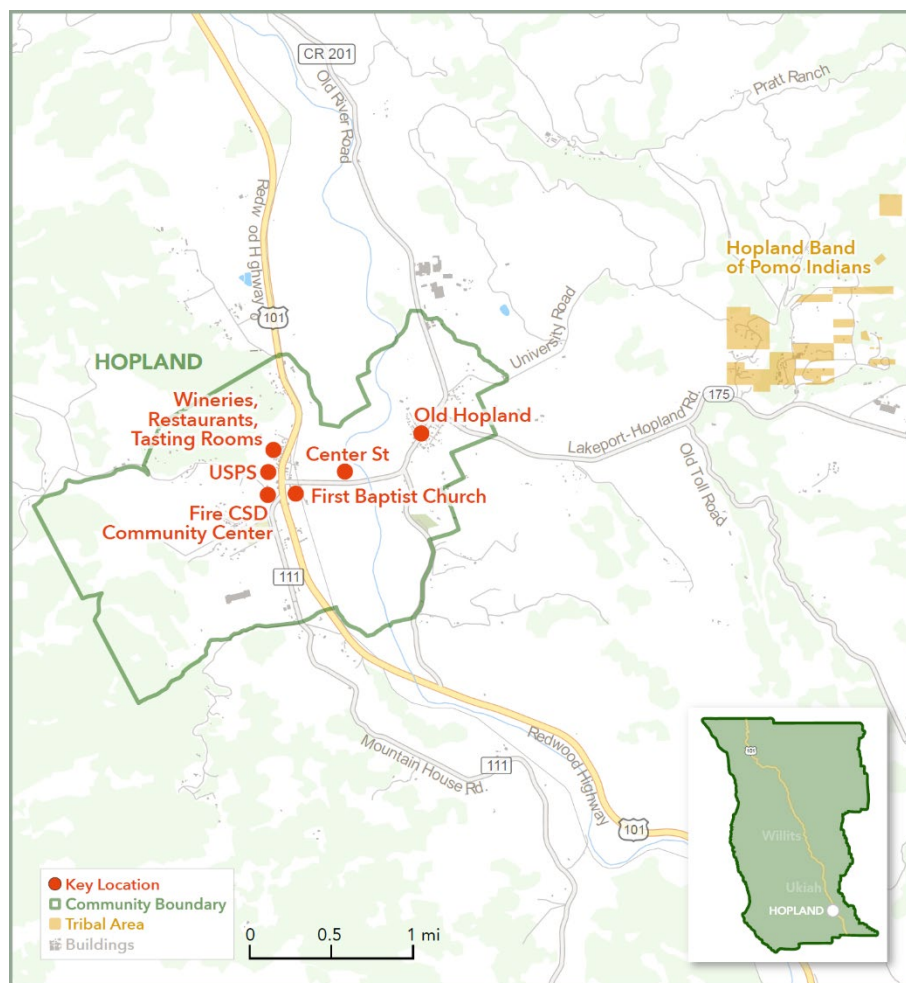 CR 201
Old River Road
Pratt Ranch
Redw od H ghway
101
Hopland Band
of Pomo Indians
University Road
HOPLAND
Wineries,
Restaurants,
Tasting Rooms
Old Hopland
175
Lakeport-Hopland Rd.
Center St
USPS
First Baptist Church
Fire CSD
Community Center
Old Toll Road
111
Mountain House Rd.
111
Redwood Highway
101
Key Location
Community Boundary
Tribal Area
Buildings
0 0.5 1 mi
101
Willits
Ukiah
HOPLAND